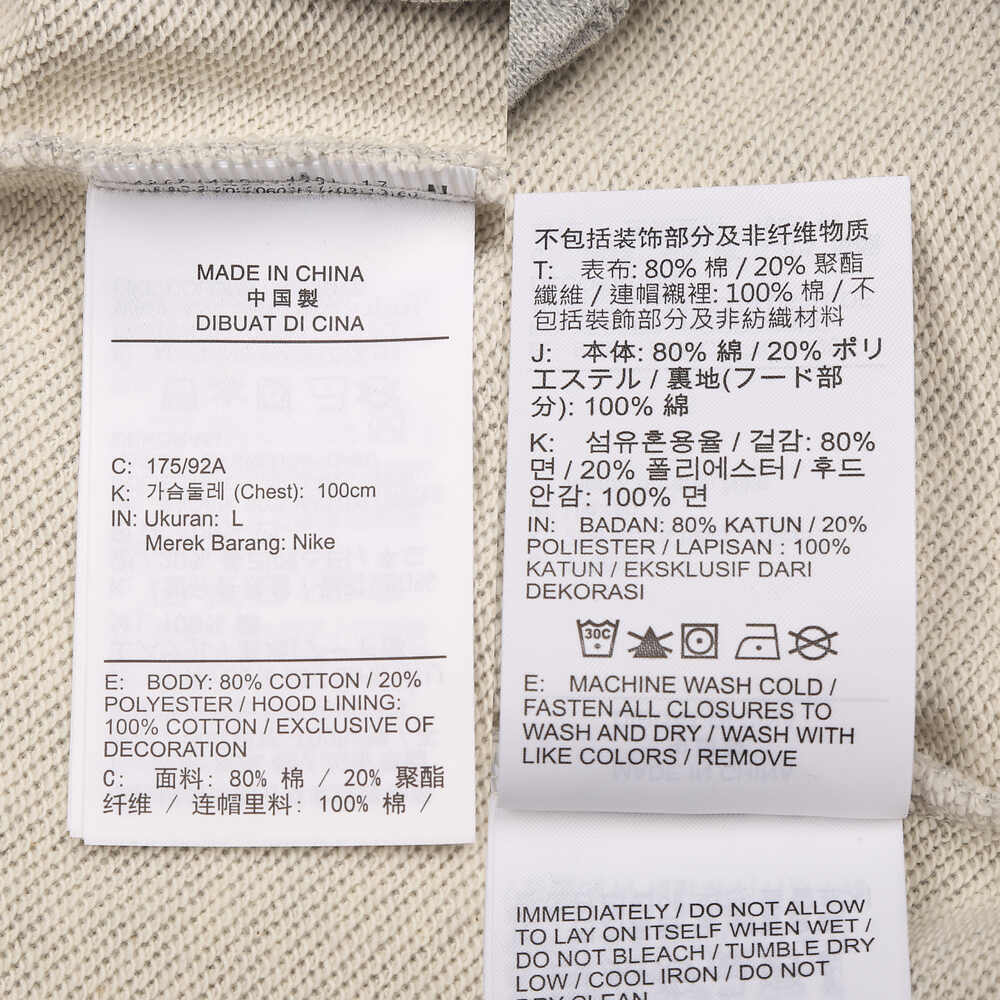 MADE IN CHINA
中国製
DIBUAT DI CINA
C: 175/92A
K: 가슴둘레 (Chest): 100cm
IN: Ukuran: L
Merek Barang: Nike
E: BODY: 80% COTTON / 20%
POLYESTER / HOOD LINING:
100% COTTON / EXCLUSIVE OF
DECORATION
C: 面料: 80% 棉 / 20% 聚酯
纤维 / 连帽里料: 100% 棉 /
不包括装饰部分及非纤维物质
T: 表布: 80% 棉 / 20% 聚酯
纖維 / 連帽襯裡: 100% 棉 / 不
包括裝飾部分及非紡織材料
J: 本体: 80% 綿 / 20% ポリ
エステル / 裏地(フード部
分): 100% 綿
K: 섬유혼용율 / 겉감: 80%
면 / 20% 폴리에스터 / 후드
안감: 100% 면
IN: BADAN: 80% KATUN / 20%
POLIESTER / LAPISAN : 100%
KATUN / EKSKLUSIF DARI
DEKORASI
30C
E: MACHINE WASH COLD /
FASTEN ALL CLOSURES TO
WASH AND DRY / WASH WITH
LIKE COLORS / REMOVE
IMMEDIATELY / DO NOT ALLOW
TO LAY ON ITSELF WHEN WET /
DO NOT BLEACH / TUMBLE DRY
LOW / COOL IRON / DO NOT
DRY CLEAN